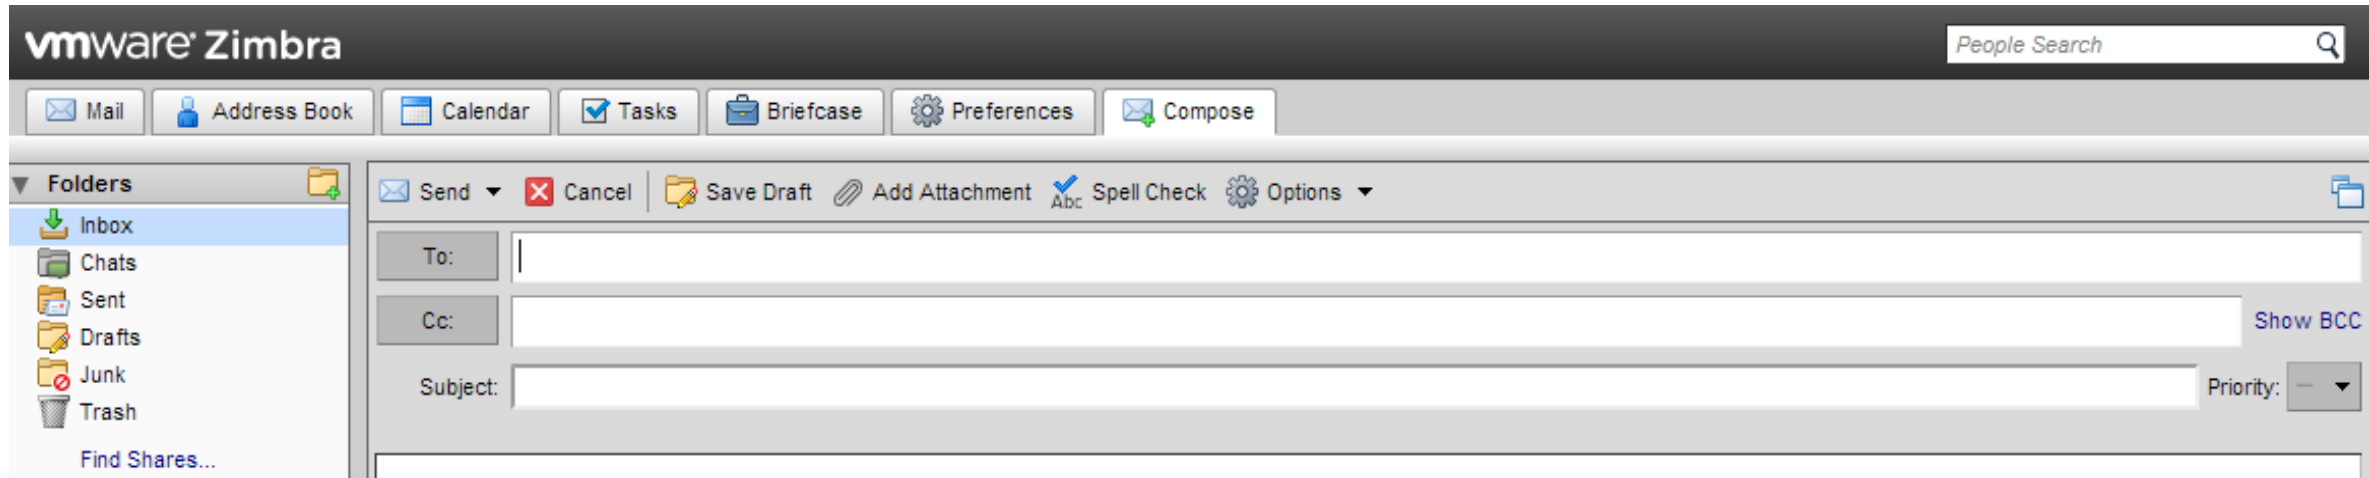 vmware Zimbra
People Search
Mail Address Book Calendar Tasks Briefcase Preferences Compose
Folders
Inbox
Chats
Sent
Drafts
Junk
Trash
Find Shares...
Send Cancel Save Draft Add Attachment Abc Spell Check Options
To:
Cc:
Show BCC
Subject:
Priority: